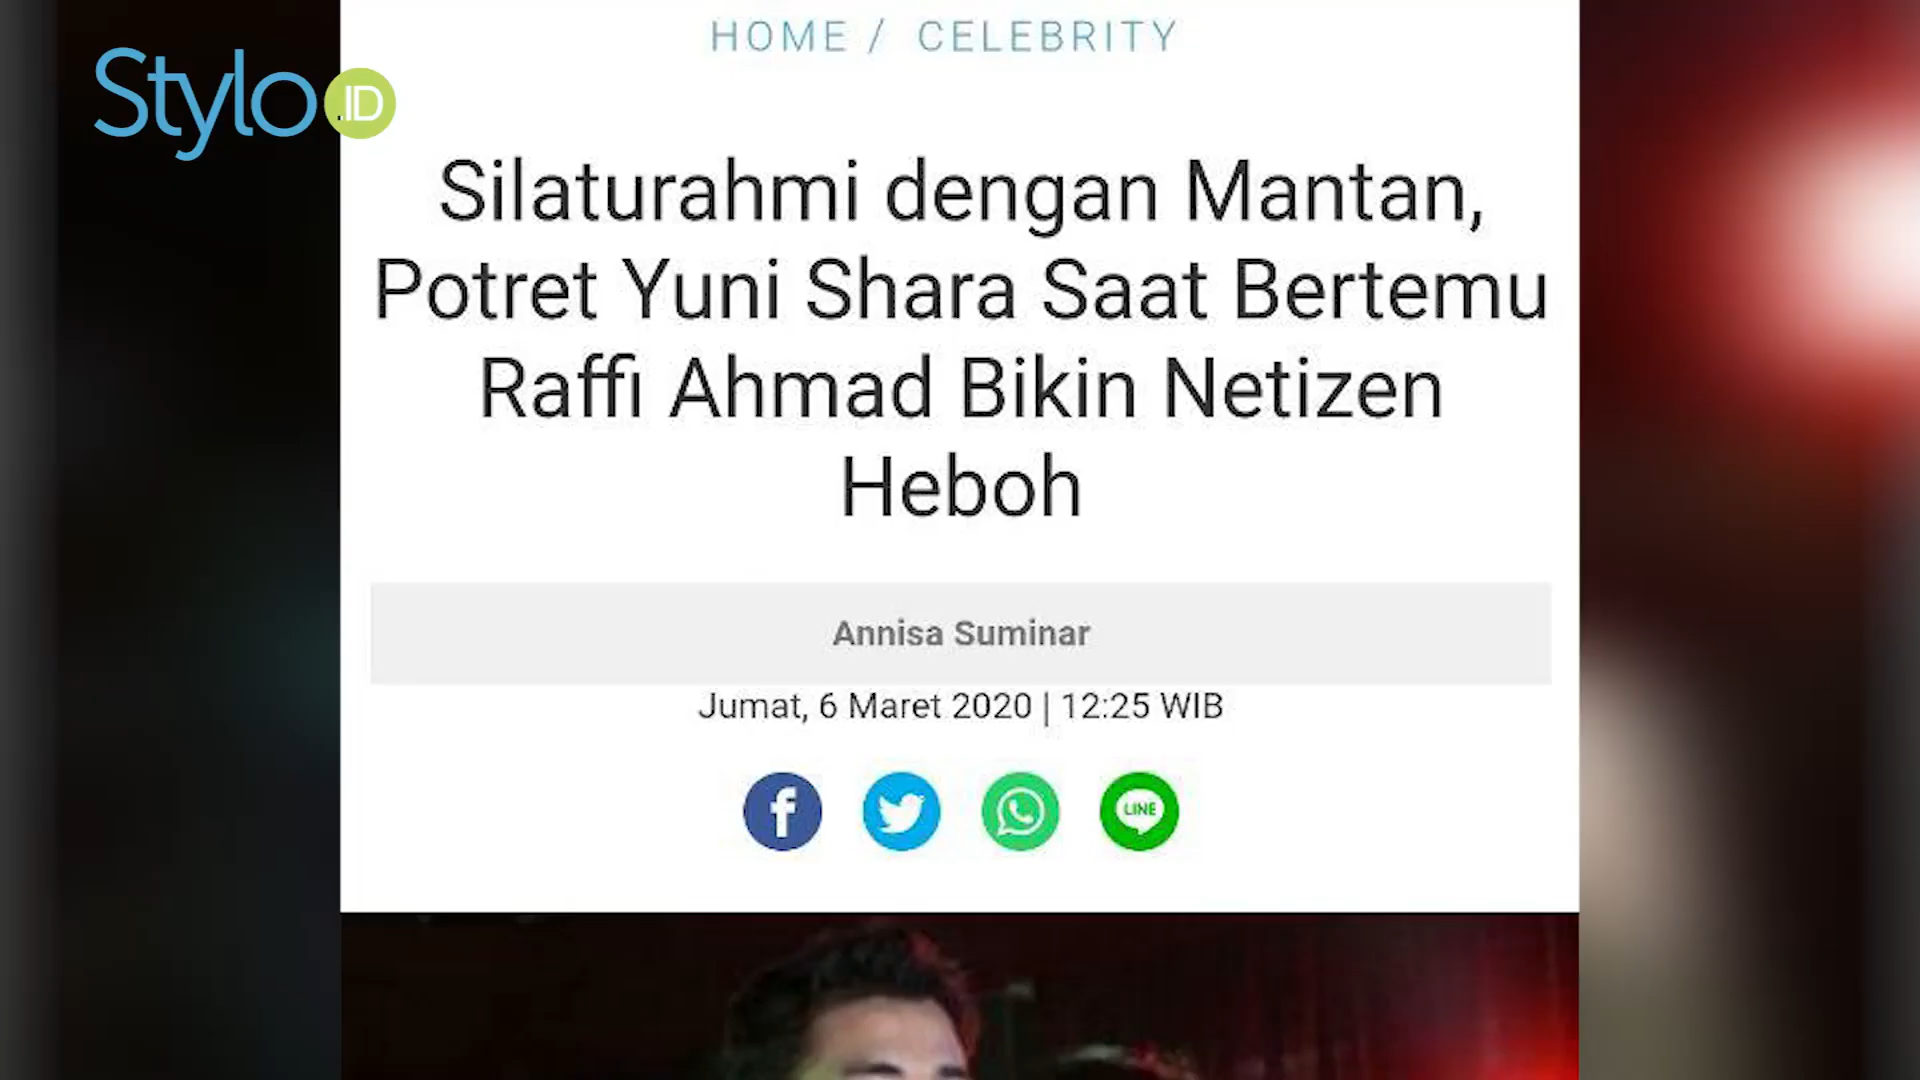 HOME / CELEBRITY
Stylo.ID
Silaturahmi dengan Mantan,
Potret Yuni Shara Saat Bertemu
Raffi Ahmad Bikin Netizen
Heboh
Annisa Suminar
Jumat, 6 Maret 2020 | 12:25 WIB
f
LINE